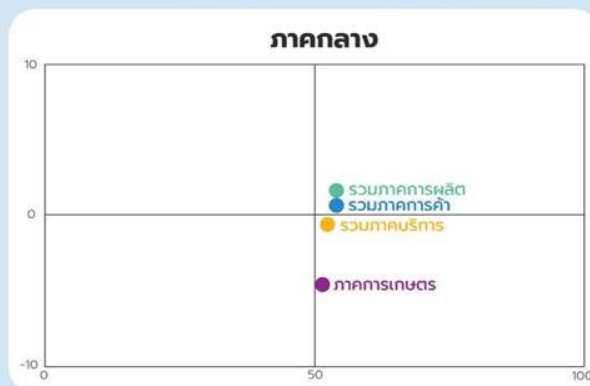 ภาคกลาง
10
รวมภาคการผลิต
รวมภาคการค้า
0
รวมภาคบริการ
ภาคการเกษตร
-10
0
50
100